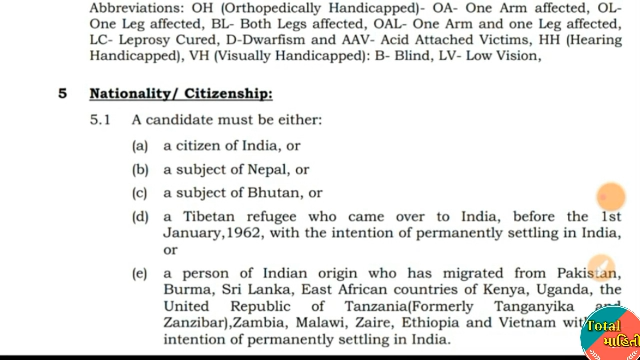 Abbreviations: OH (Orthopedically Handicapped)- OA- One Arm affected, OL-
One Leg affected, BL- Both Legs affected, OAL- One Arm and one Leg affected,
LC- Leprosy Cured, D-Dwarfism and AAV- Acid Attached Victims, HH (Hearing
Handicapped), VH (Visually Handicapped): B- Blind, LV- Low Vision,
5 Nationality/ Citizenship:
5.1 A candidate must be either:
(a) a citizen of India, or
(b) a subject of Nepal, or
(c) a subject of Bhutan, or
(d) a Tibetan refugee who came over to India, before the 1st
January,1962, with the intention of permanently settling in India,
or
(e) a person of Indian origin who has migrated from Pakistan,
Burma, Sri Lanka, East African countries of Kenya, Uganda, the
United Republic of Tanzania(Formerly Tanganyika and
Zanzibar),Zambia, Malawi, Zaire, Ethiopia and Vietnam with
intention of permanently settling in India.
Total
માહિતી